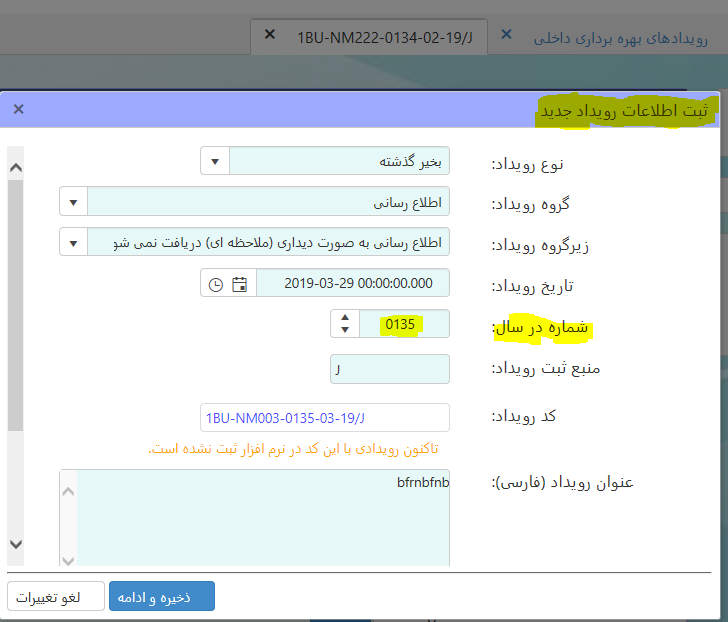 رویدادهای بهره برداری داخلی
1BU-NM222-0134-02-19/J
ثبت اطلاعات رویداد جدید
نوع رویداد:
بخیر گذشته
گروه رویداد:
اطلاع رسانی
زیرگروه رویداد:
اطلاع رسانی به صورت دیداری (ملاحظه ای) دریافت نمی شو
تاریخ رویداد:
2019-03-29 00:00:00.000
شماره در سال:
0135
منبع ثبت رویداد:
J
کد رویداد:
1BU-NM003-0135-03-19/J
تاکنون رویدادی با این کد در نرم افزار ثبت نشده است.
عنوان رویداد (فارسی):
bfrnbfnb
ذخیره و ادامه
لغو تغییرات